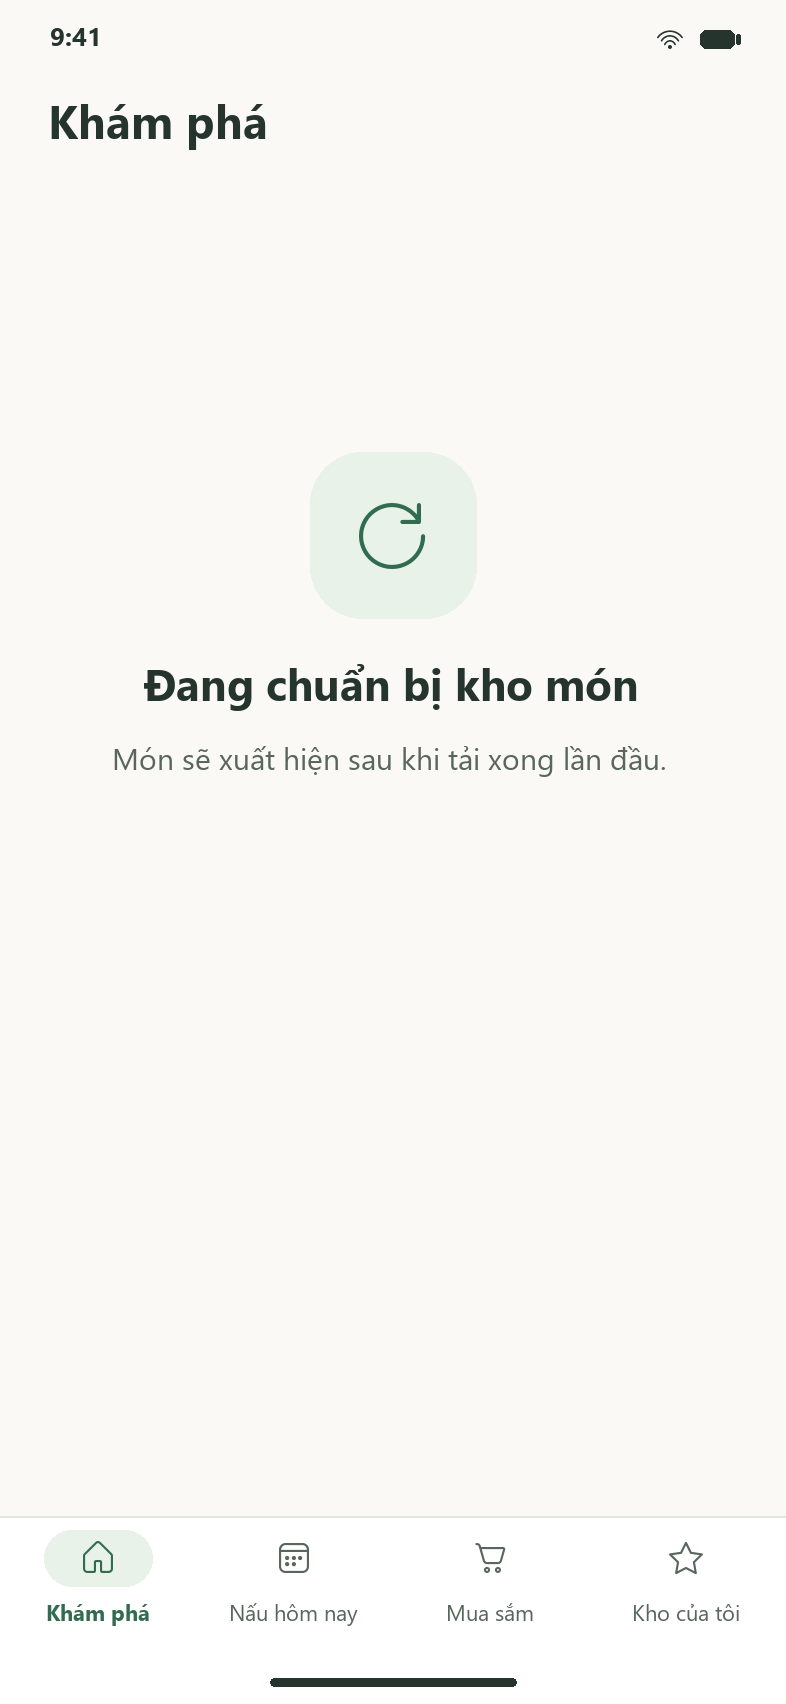 9:41
Khám phá
Đang chuẩn bị kho món
Món sẽ xuất hiện sau khi tải xong lần đầu.
Khám phá
Nấu hôm nay
Mua sắm
Kho của tôi